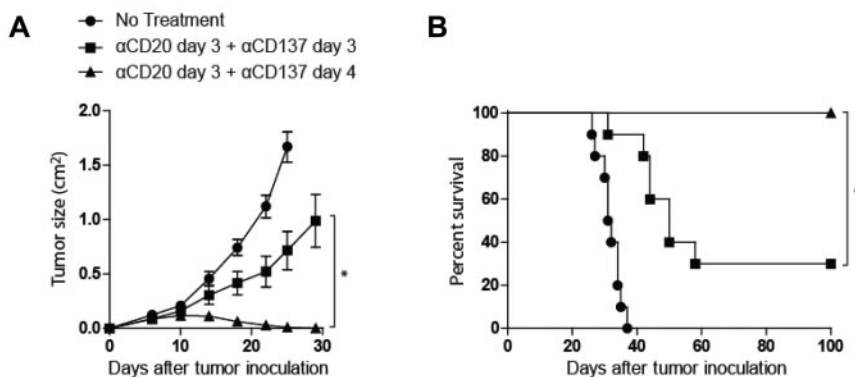 A
No Treatment
αCD20 day 3 + αCD137 day 3
αCD20 day 3 + αCD137 day 4
2.0
1.5
1.0
0.5
0.0
0
10
20
30
Tumor size (cm²)
Days after tumor inoculation
*
B
100
80
60
40
20
0
0
20
40
60
80
100
Percent survival
Days after tumor inoculation